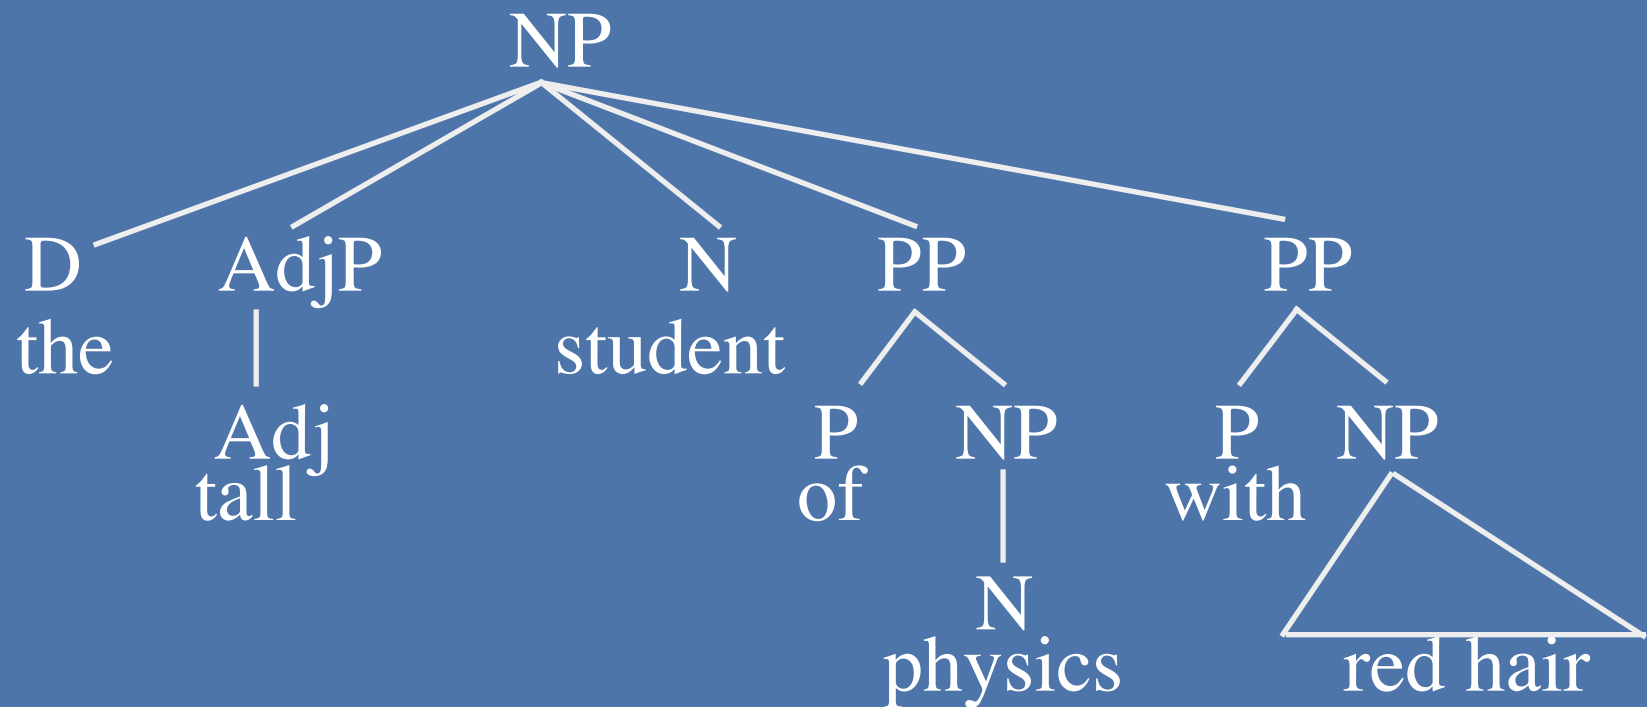 NP
D AdjP N PP PP
the student
Adj P NP P NP
tall of with
N
physics red hair